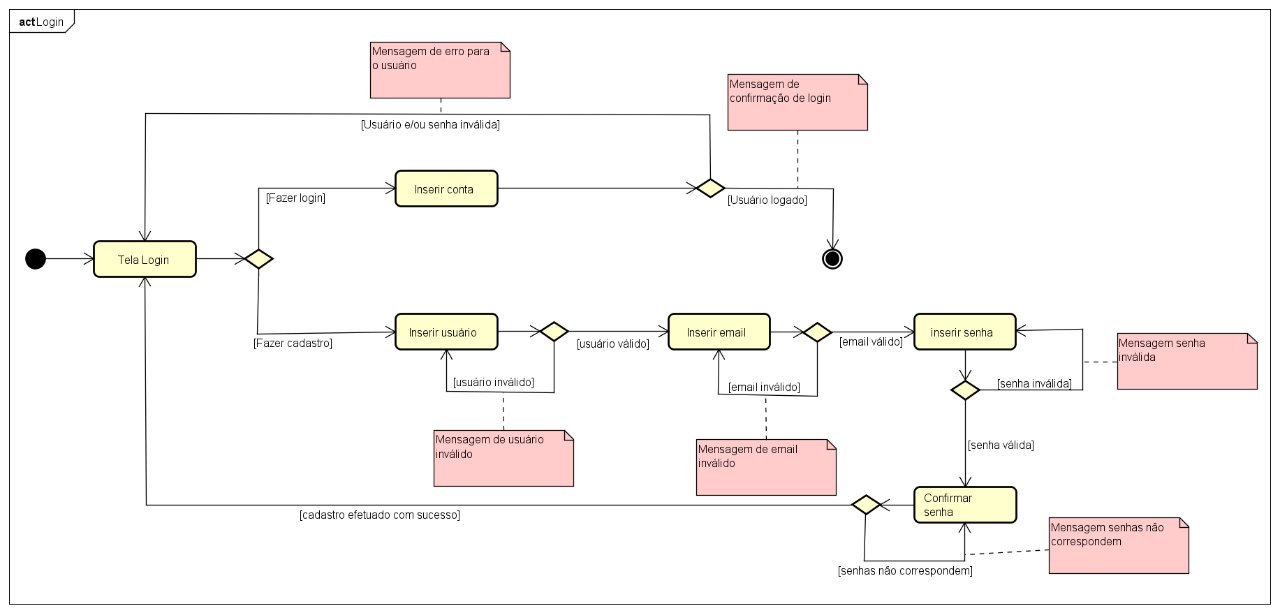 act Login
Mensagem de erro para
o usuário
Mensagem de
confirmação de login
[Usuário e/ou senha inválida]
[Fazer login]
Inserir conta
[Usuário logado]
Tela Login
[Fazer cadastro]
Inserir usuário
[usuário válido]
Inserir email
[email válido]
inserir senha
Mensagem senha
inválida
[usuário inválido]
[email inválido]
[senha inválida]
Mensagem de usuário
inválido
Mensagem de email
inválido
[senha válida]
Confirmar
senha
[cadastro efetuado com sucesso]
Mensagem senhas não
correspondem
[senhas não correspondem]